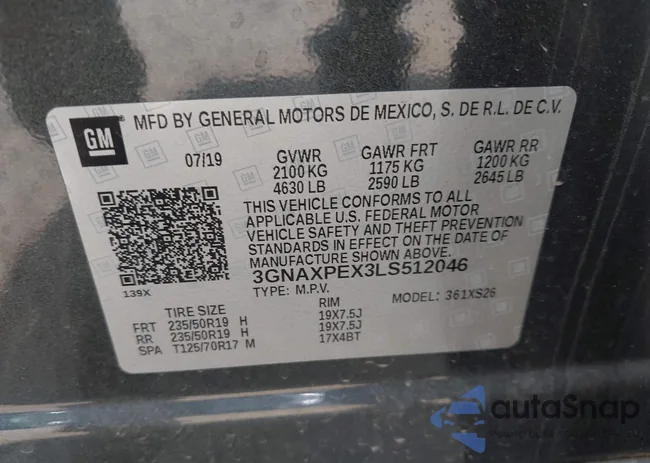 GM MFD BY GENERAL MOTORS DE MEXICO, S. DE R.L. DE C.V.
07/19 GVWR GAWR FRT GAWR RR
2100 KG 1175 KG 1200 KG
4630 LB 2590 LB 2645 LB
THIS VEHICLE CONFORMS TO ALL
APPLICABLE U.S. FEDERAL MOTOR
VEHICLE SAFETY AND THEFT PREVENTION
STANDARDS IN EFFECT ON THE DATE OF
MANUFACTURE SHOWN ABOVE.
3GNAXPEX3LS512046
139X
TYPE: M.P.V. MODEL: 361XS26
TIRE SIZE RIM
FRT 235/50R19 H 19X7.5J
RR 235/50R19 H 19X7.5J
SPA T125/70R17 M 17X4BT
autoSnap